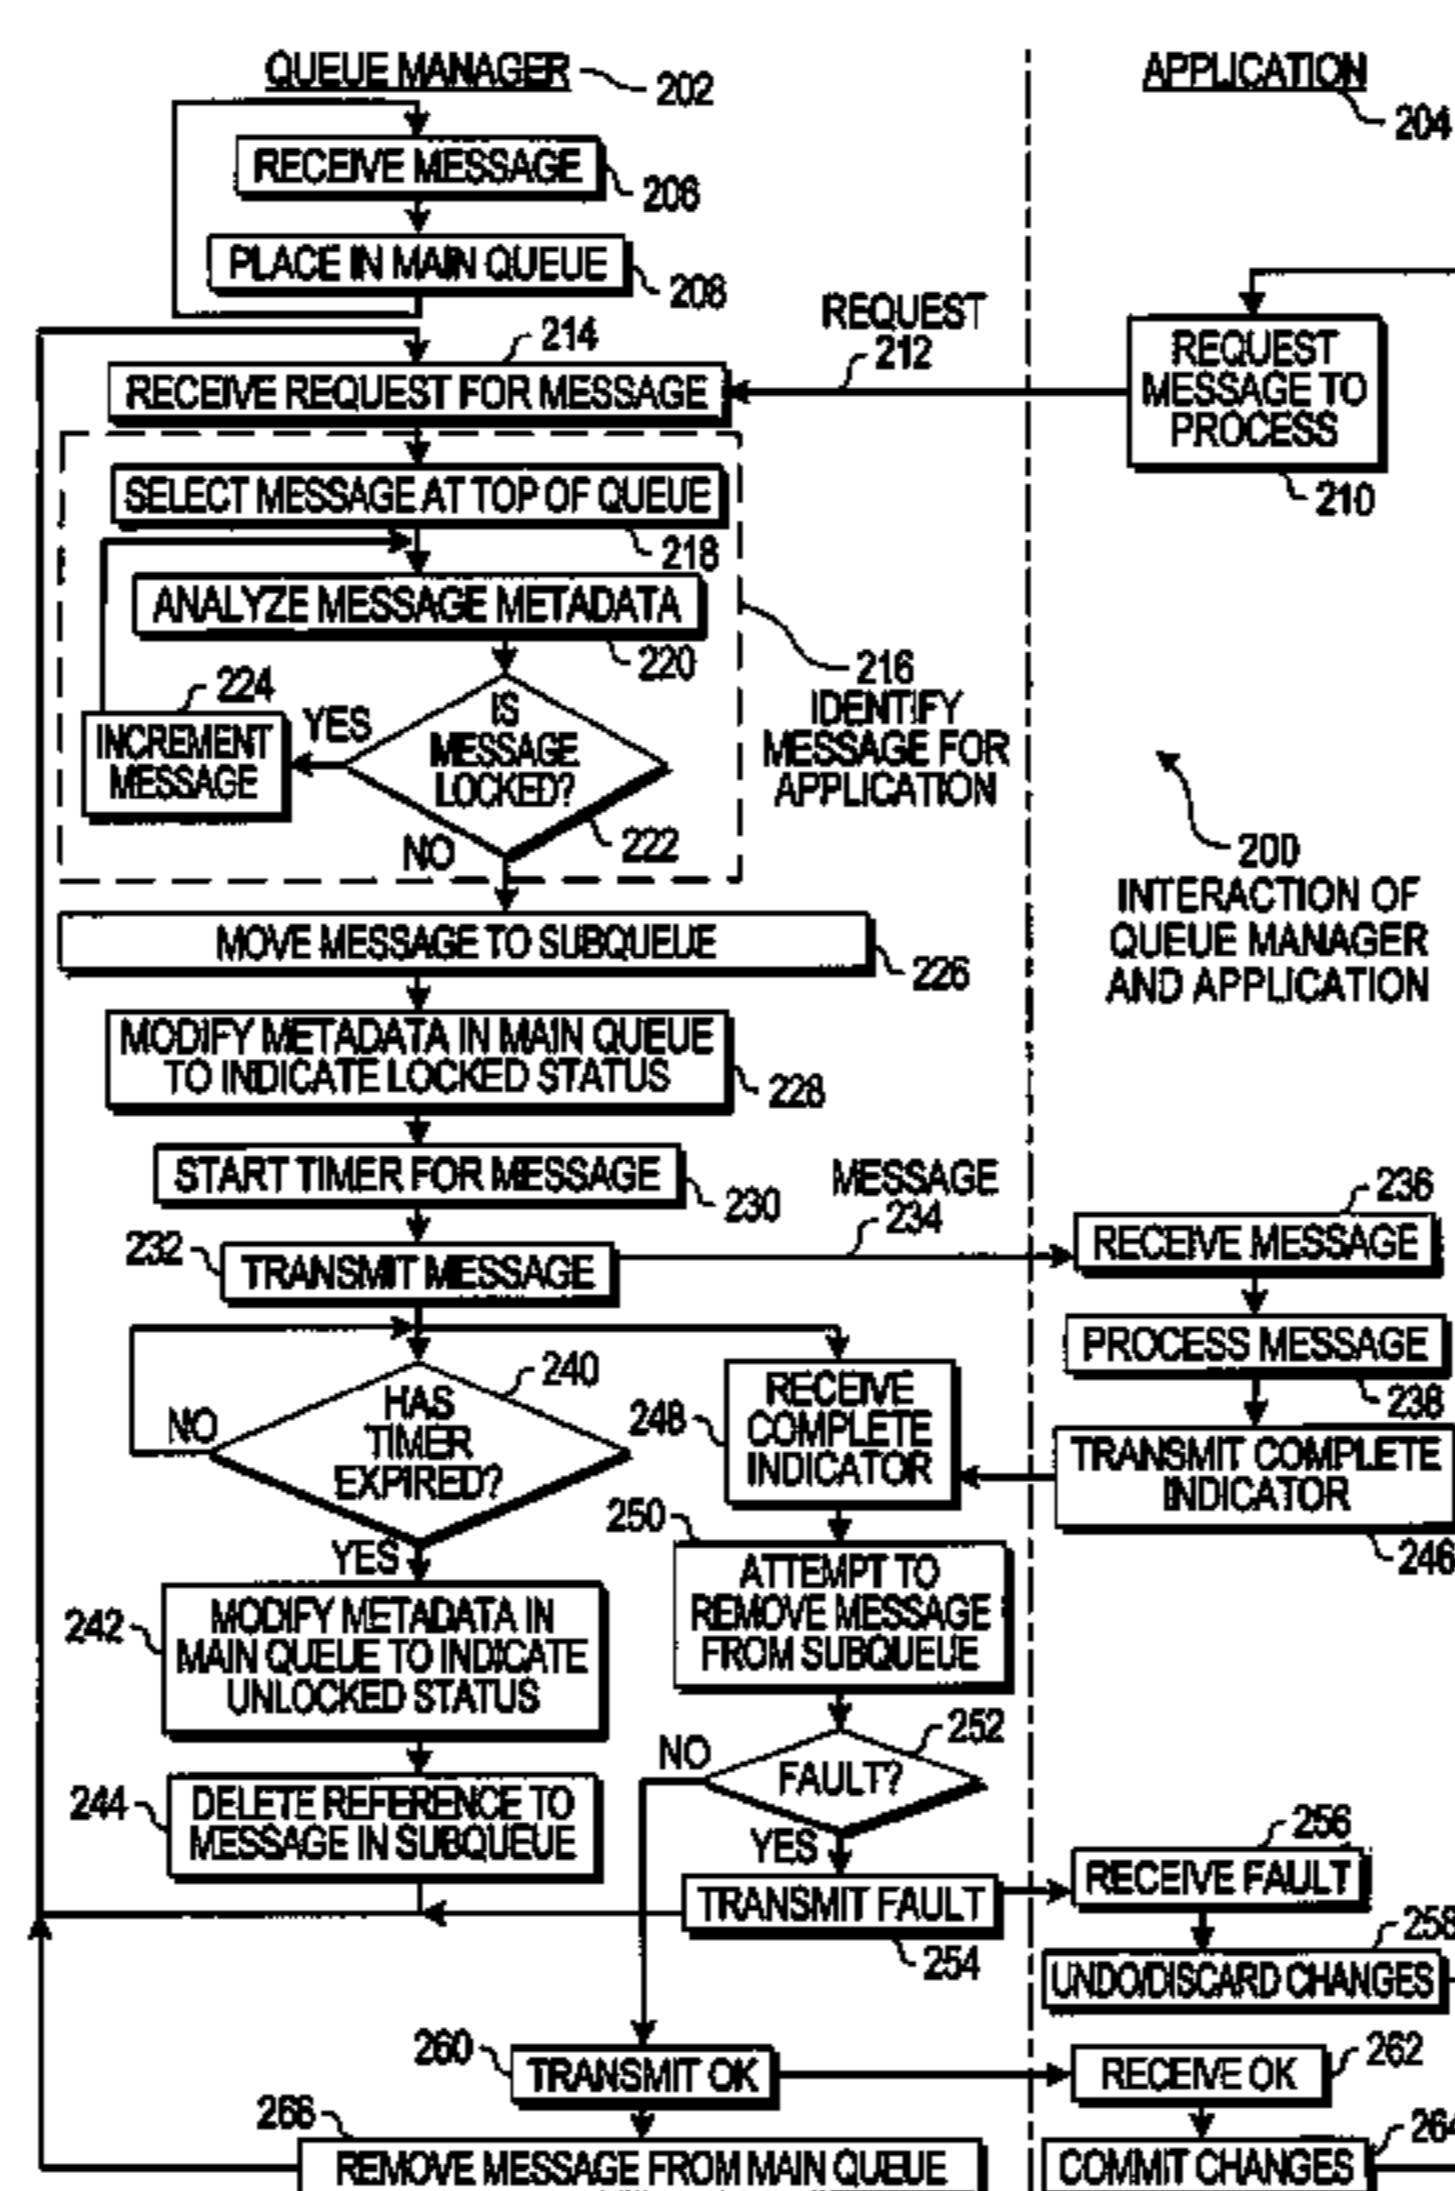 QUEUE MANAGER
202
APPLICATION
204
RECEIVE MESSAGE
206
PLACE IN MAIN QUEUE
208
REQUEST
212
214
RECEIVE REQUEST FOR MESSAGE
REQUEST
MESSAGE TO
PROCESS
210
SELECT MESSAGE AT TOP OF QUEUE
218
ANALYZE MESSAGE METADATA
220
216
IDENTIFY
MESSAGE FOR
APPLICATION
224
INCREMENT
MESSAGE
YES
IS
MESSAGE
LOCKED?
222
NO
200
INTERACTION OF
QUEUE MANAGER
AND APPLICATION
MOVE MESSAGE TO SUBQUEUE
226
MODIFY METADATA IN MAIN QUEUE
TO INDICATE LOCKED STATUS
228
START TIMER FOR MESSAGE
230
MESSAGE
234
232
TRANSMIT MESSAGE
236
RECEIVE MESSAGE
PROCESS MESSAGE
238
240
HAS
TIMER
EXPIRED?
NO
YES
248
RECEIVE
COMPLETE
INDICATOR
TRANSMIT COMPLETE
INDICATOR
246
250
ATTEMPT TO
REMOVE MESSAGE
FROM SUBQUEUE
242
MODIFY METADATA IN
MAIN QUEUE TO INDICATE
UNLOCKED STATUS
252
NO
FAULT?
YES
244
DELETE REFERENCE TO
MESSAGE IN SUBQUEUE
TRANSMIT FAULT
254
256
RECEIVE FAULT
258
UNDO/DISCARD CHANGES
260
TRANSMIT OK
RECEIVE OK
262
266
REMOVE MESSAGE FROM MAIN QUEUE
264
COMMIT CHANGES